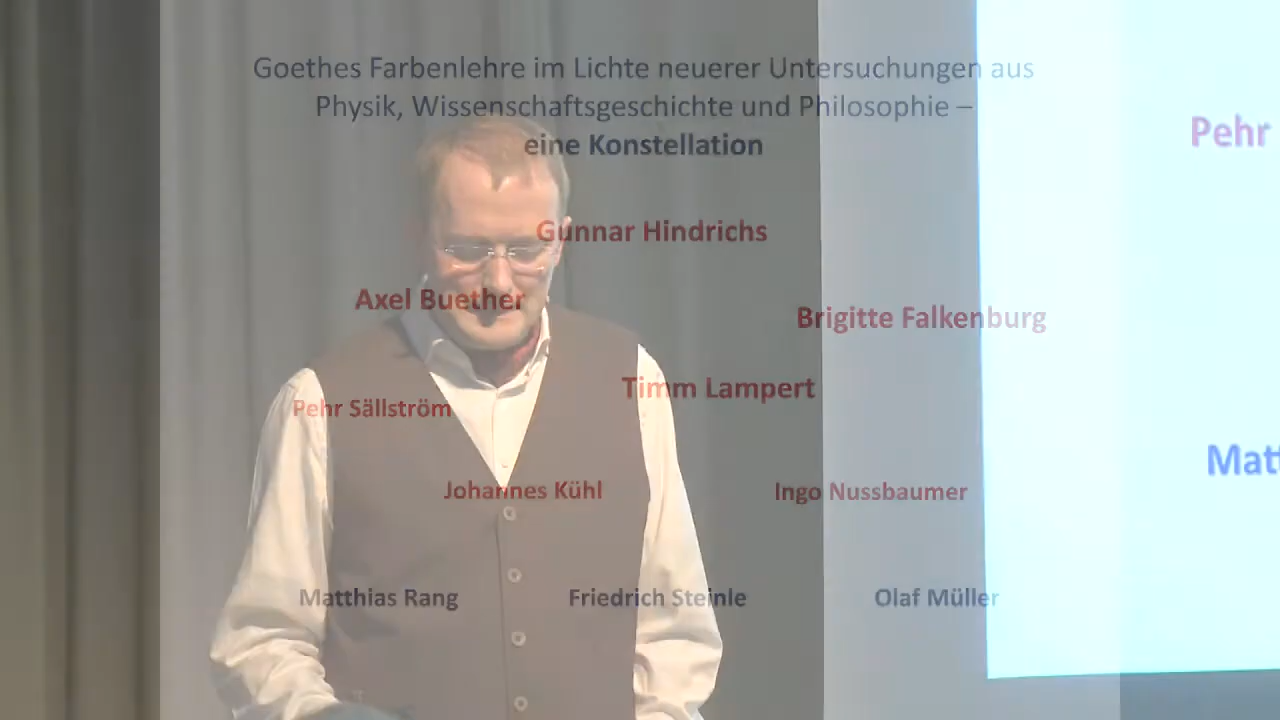 Goethes Farbenlehre im Lichte neuerer Untersuchungen aus
Physik, Wissenschaftsgeschichte und Philosophie –
eine Konstellation
Gunnar Hindrichs
Axel Buether
Brigitte Falkenburg
Timm Lampert
Pehr Sällström
Johannes Kühl
Ingo Nussbaumer
Matthias Rang
Friedrich Steinle
Olaf Müller
Pehr
Matt